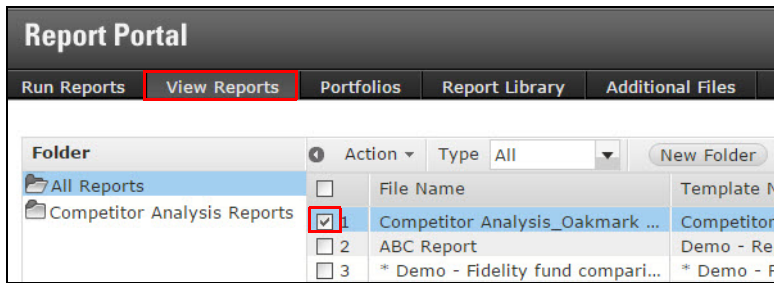 Report Portal
Run Reports View Reports Portfolios Report Library Additional Files
Folder Action Type All New Folder
All Reports File Name Template
Competitor Analysis Reports 1 Competitor Analysis_Oakmark ... Competitor
2 ABC Report Demo - Re
3 * Demo - Fidelity fund compari... * Demo - F